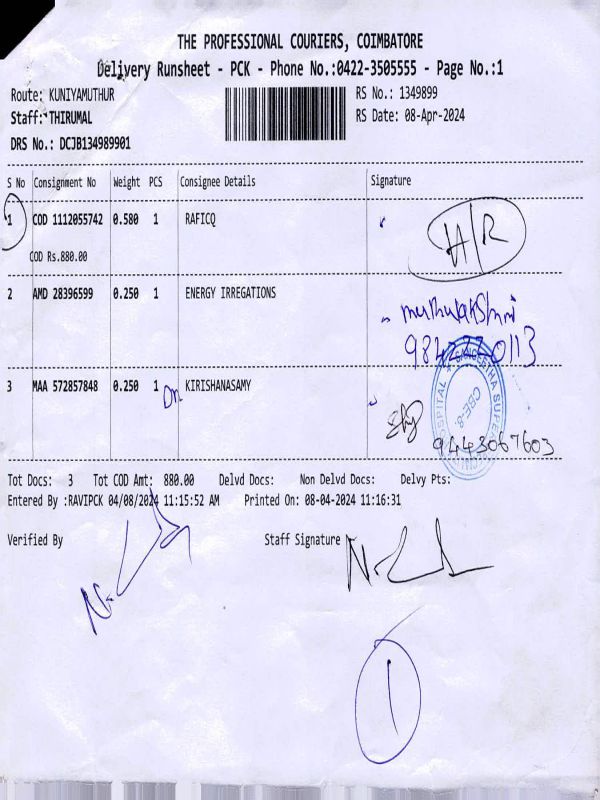 THE PROFESSIONAL COURIERS, COIMBATORE
Delivery Runsheet - PCK - Phone No.:0422-3505555 - Page No.:1
Route: KUNIYAMUTHUR
RS No.: 1349899
Staff: THIRUMAL
RS Date: 08-Apr-2024
DRS No.: DCJB134989901
S No Consignment No Weight PCS Consignee Details Signature
1 COD 1112055742 0.580 1 RAFICQ H/R
COD Rs.880.00
2 AMD 28396599 0.250 1 ENERGY IRREGATIONS muthulakshmi
3 MAA 572857848 0.250 1 Dr. KIRISHANASAMY
CBE-8.
9443067603
Tot Docs: 3 Tot COD Amt: 880.00 Delvd Docs: Non Delvd Docs: Delvy Pts:
Entered By :RAVIPCK 04/08/2024 11:15:52 AM Printed On: 08-04-2024 11:16:31
Verified By Staff Signature
1